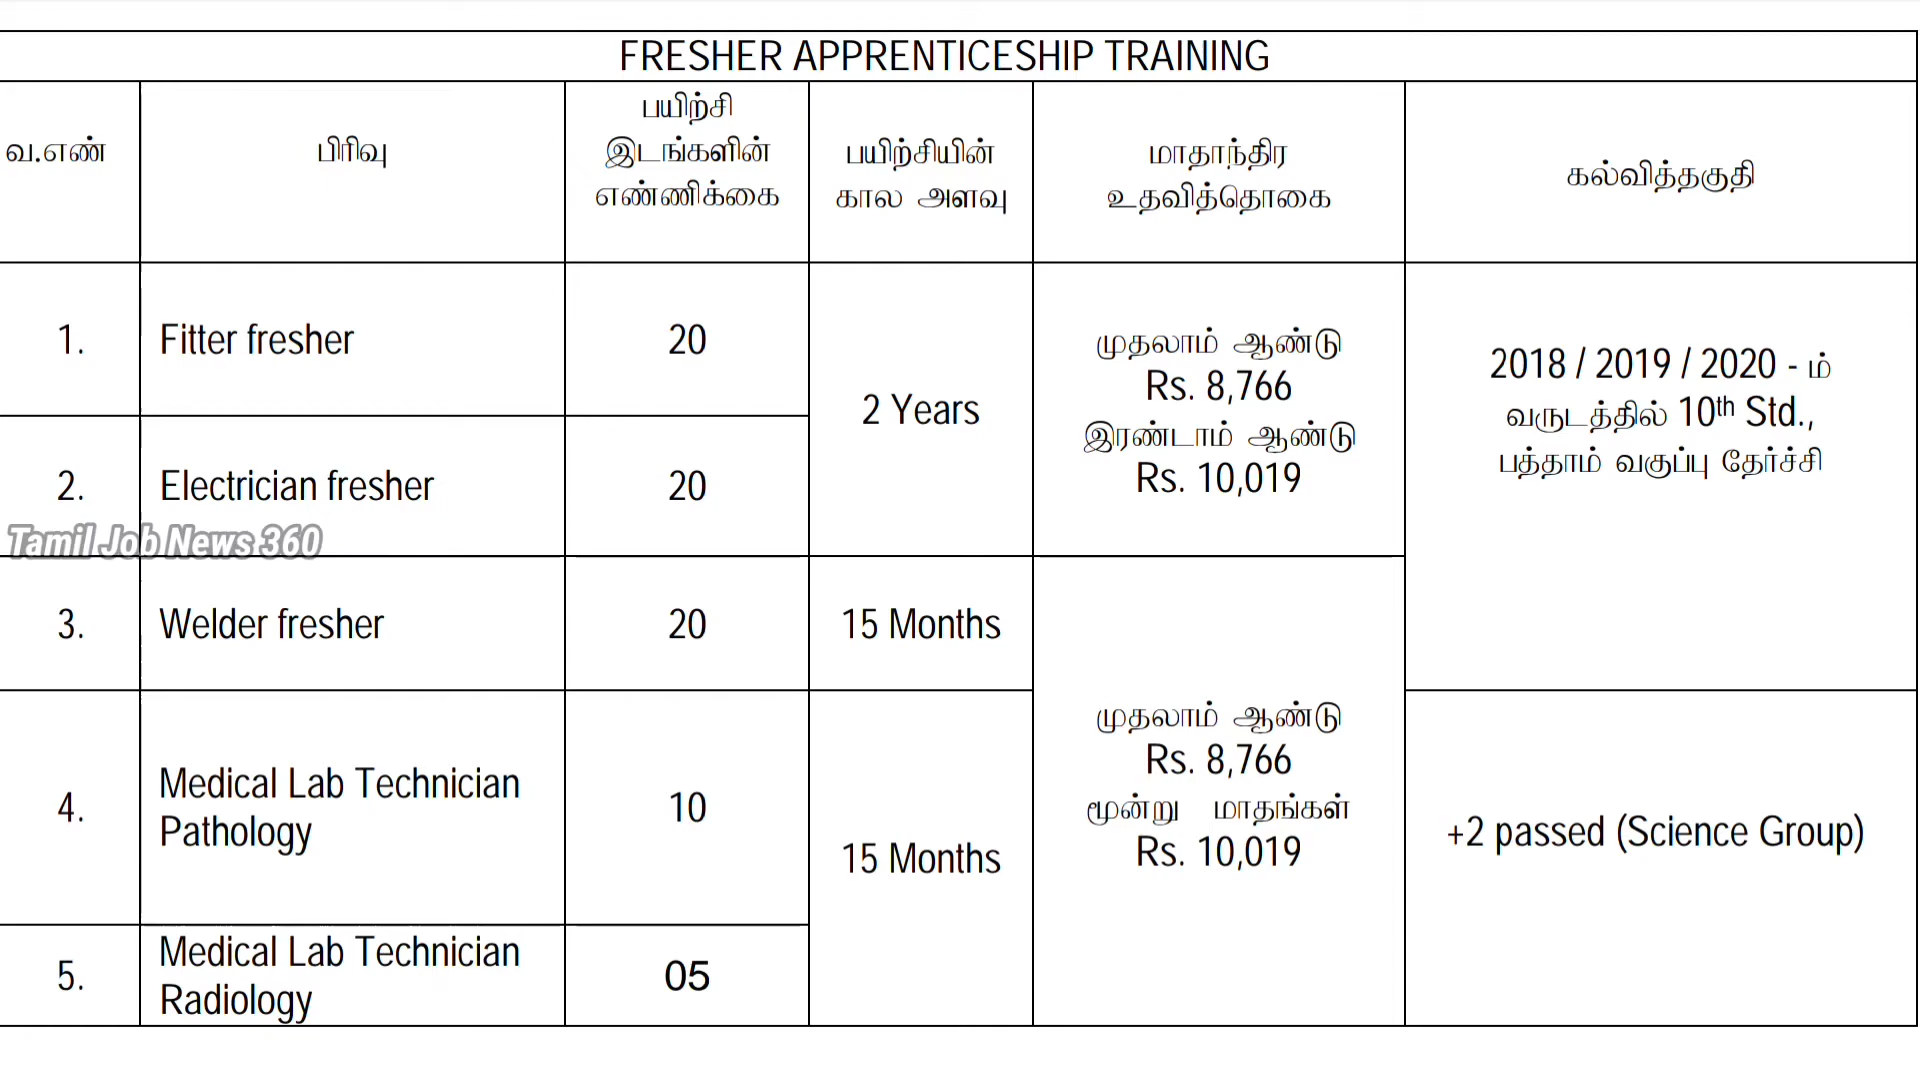 FRESHER APPRENTICESHIP TRAINING
வ.எண்
பிரிவு
பயிற்சி
இடங்களின்
எண்ணிக்கை
பயிற்சியின்
கால அளவு
மாதாந்திர
உதவித்தொகை
கல்வித்தகுதி
1.
Fitter fresher
20
2 Years
முதலாம் ஆண்டு
Rs. 8,766
இரண்டாம் ஆண்டு
Rs. 10,019
2018 / 2019 / 2020 - ம்
வருடத்தில் 10th Std.,
பத்தாம் வகுப்பு தேர்ச்சி
2.
Electrician fresher
20
Tamil Job News 360
3.
Welder fresher
20
15 Months
முதலாம் ஆண்டு
Rs. 8,766
மூன்று மாதங்கள்
Rs. 10,019
4.
Medical Lab Technician
Pathology
10
15 Months
+2 passed (Science Group)
5.
Medical Lab Technician
Radiology
05